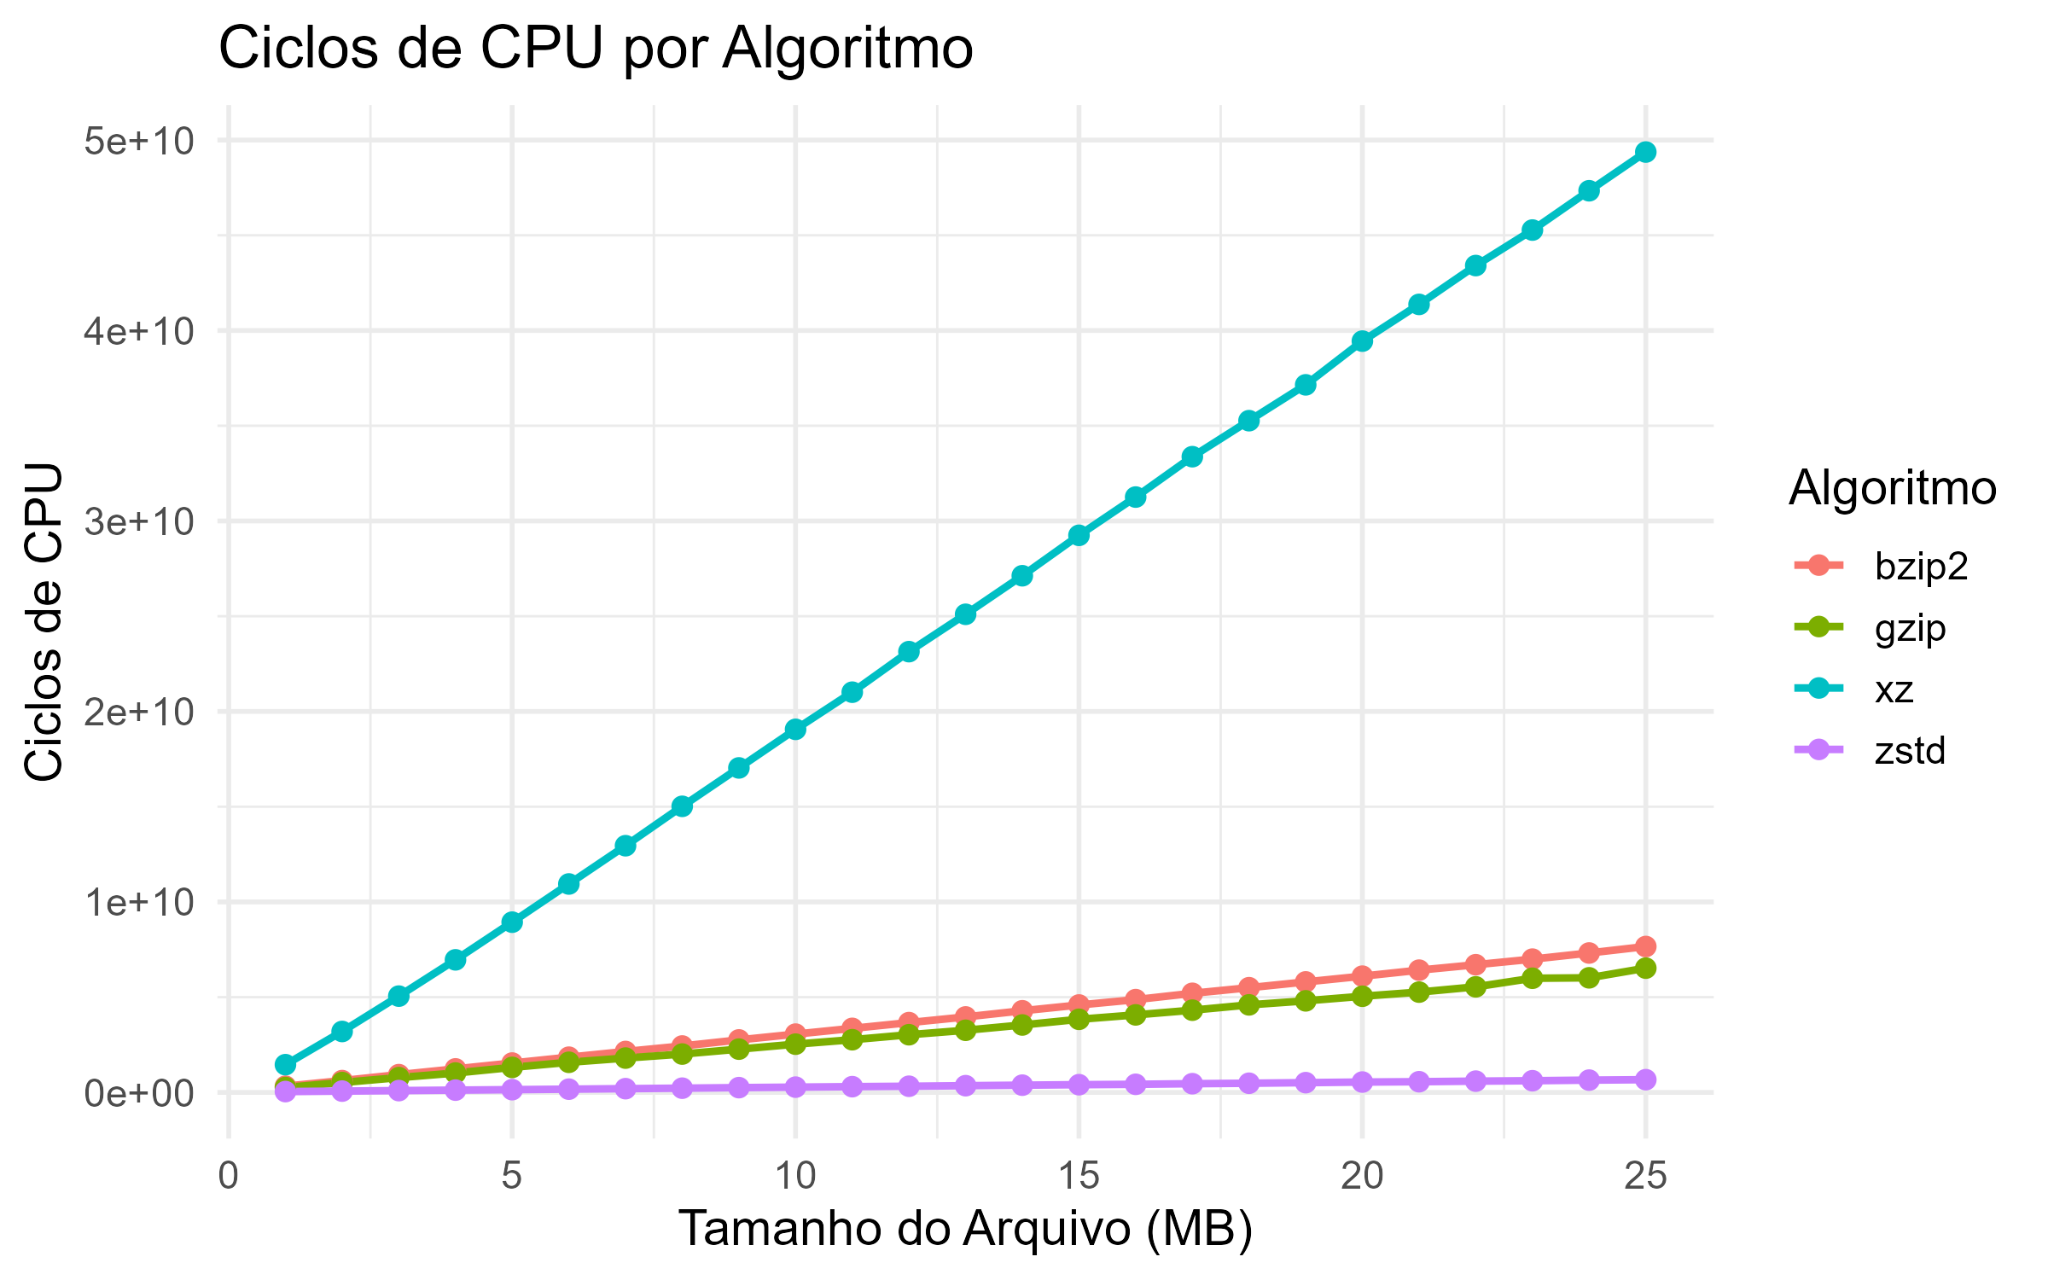 Ciclos de CPU por Algoritmo
Ciclos de CPU
5e+10
4e+10
3e+10
2e+10
1e+10
0e+00
0
5
10
15
20
25
Tamanho do Arquivo (MB)
Algoritmo
bzip2
gzip
xz
zstd